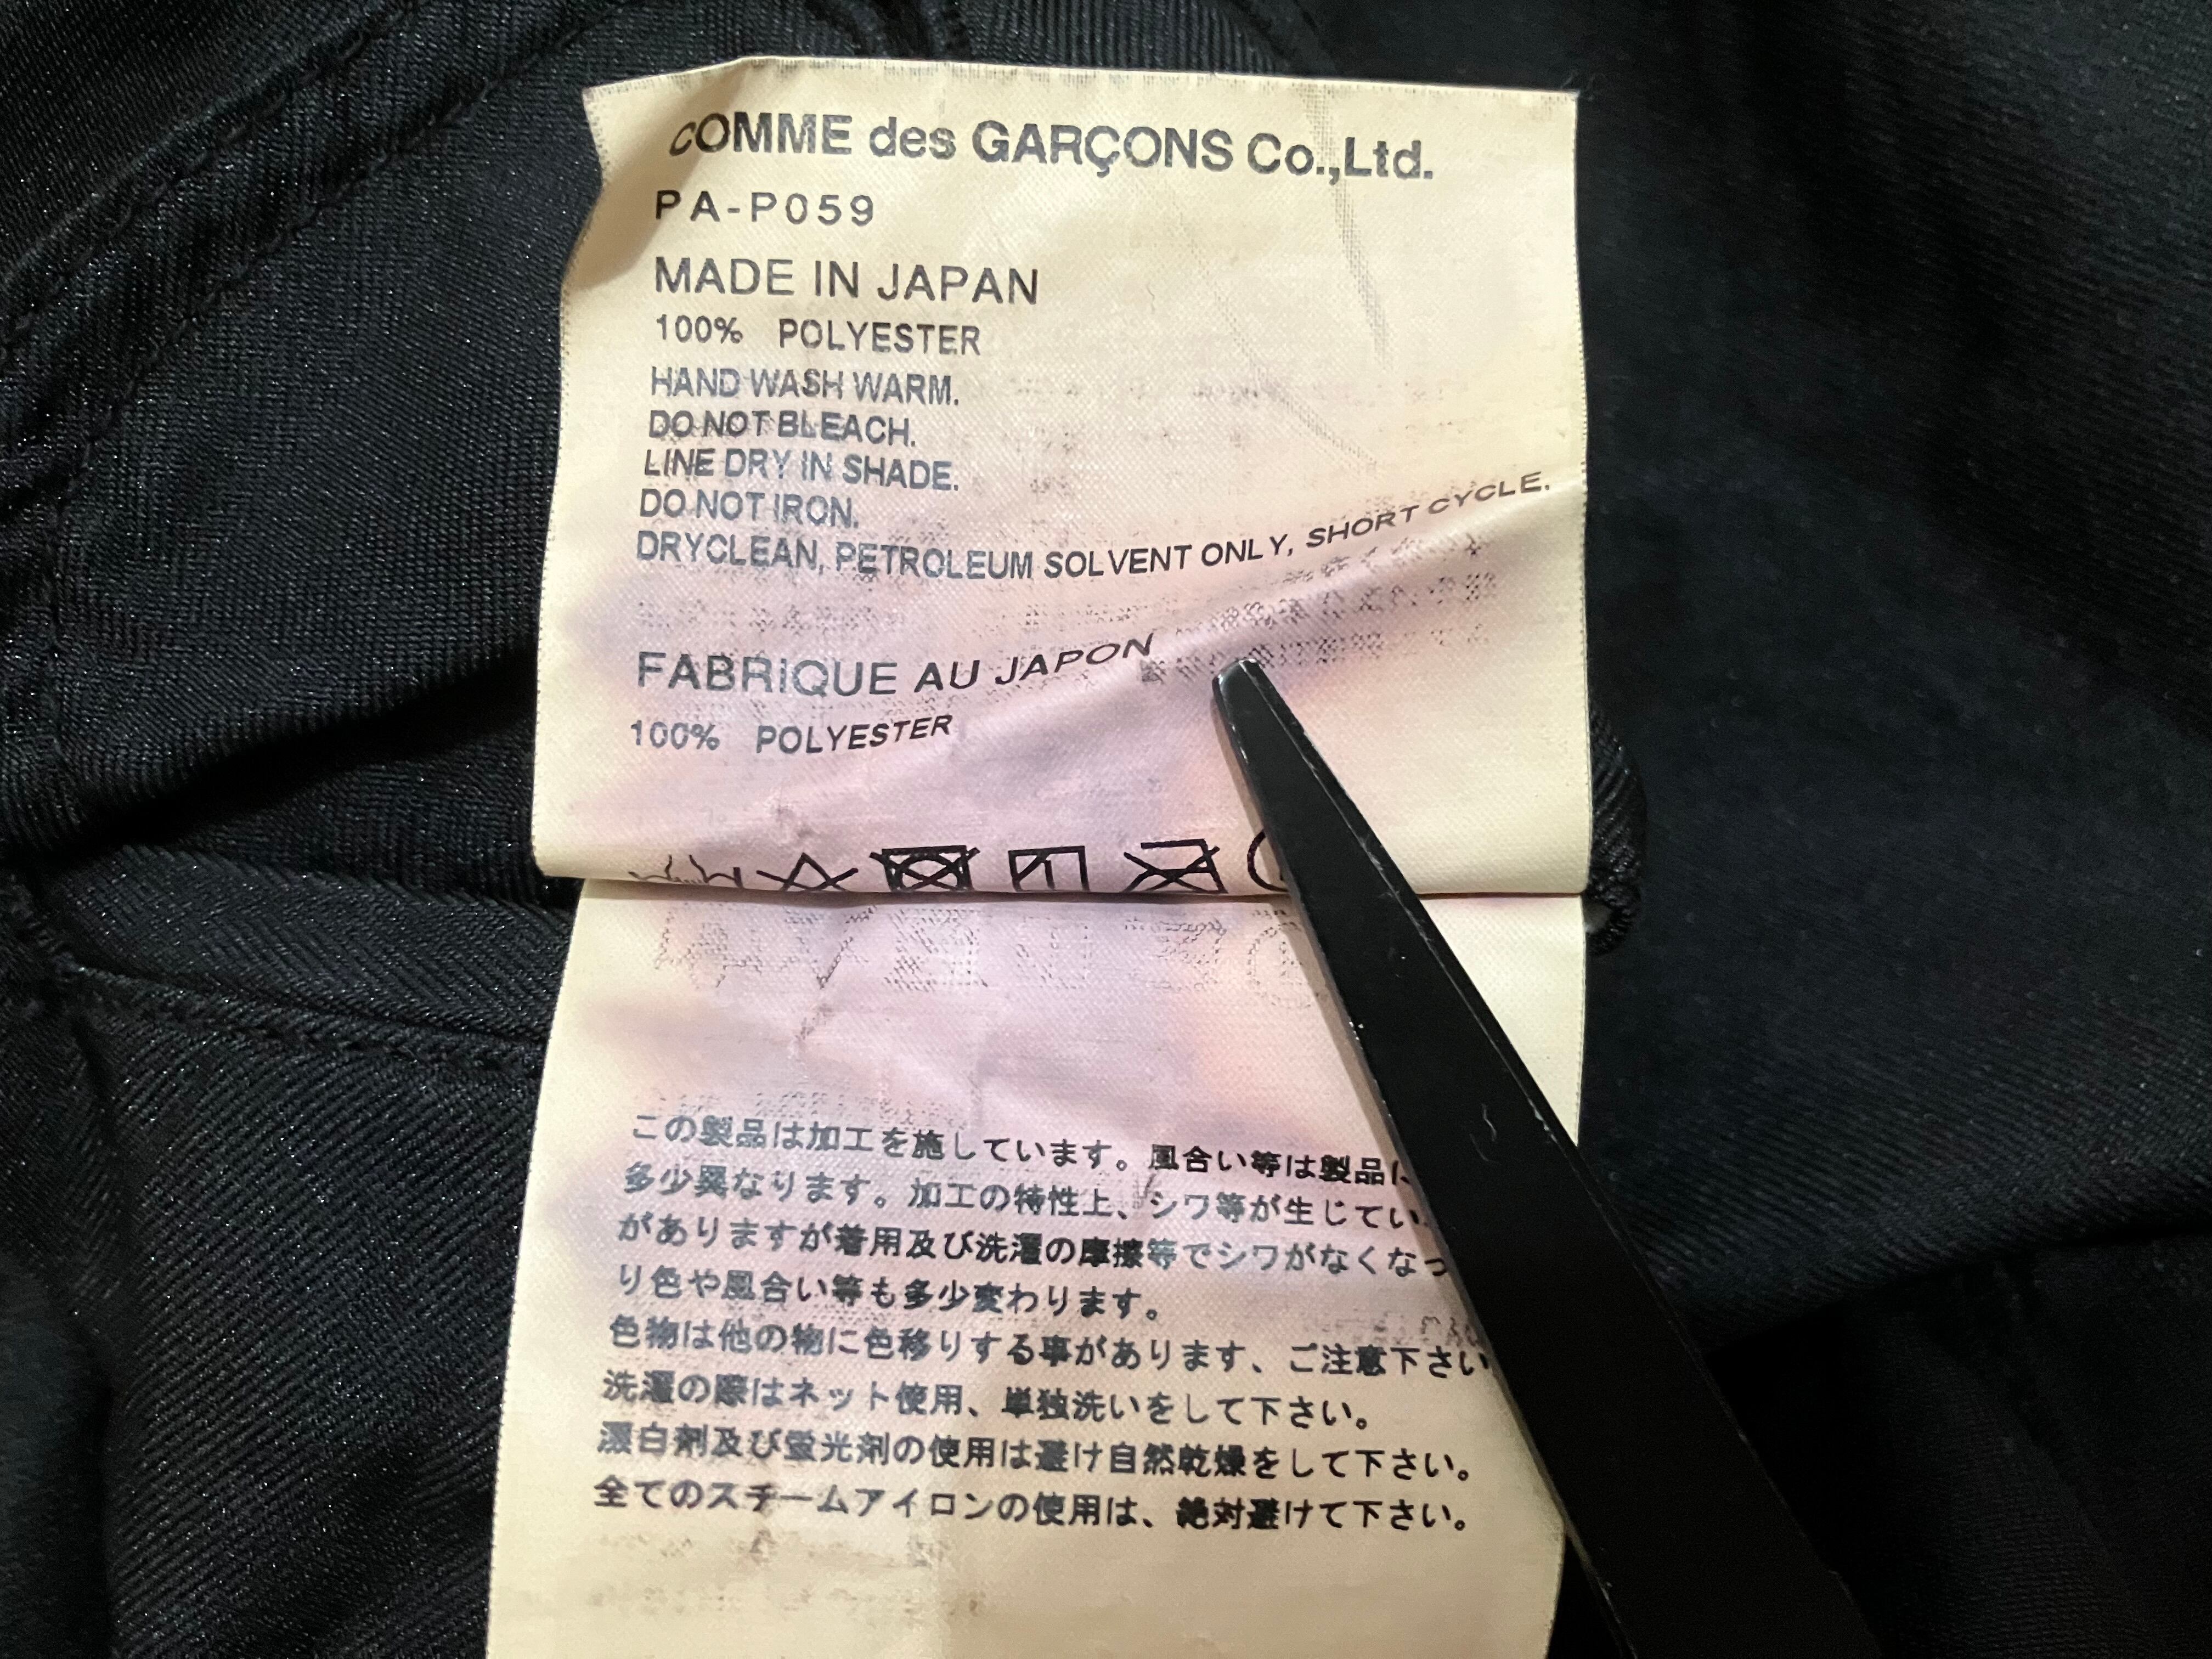 COMME des GARÇONS Co.,Ltd.
PA-P059
MADE IN JAPAN
100% POLYESTER
HAND WASH WARM.
DO NOT BLEACH.
LINE DRY IN SHADE.
DO NOT IRON.
DRYCLEAN, PETROLEUM SOLVENT ONLY, SHORT CYCLE.
FABRIQUE AU JAPON
100% POLYESTER
この製品は加工を施しています。風合い等は製品に
多少異なります。加工の特性上、シワ等が生じてい
がありますが着用及び洗濯の摩擦等でシワがなくなっ
り色や風合い等も多少変わります。
色物は他の物に色移りする事があります、ご注意下さい
洗濯の際はネット使用、単独洗いをして下さい。
漂白剤及び蛍光剤の使用は避け自然乾燥をして下さい。
全てのスチームアイロンの使用は、絶対避けて下さい。